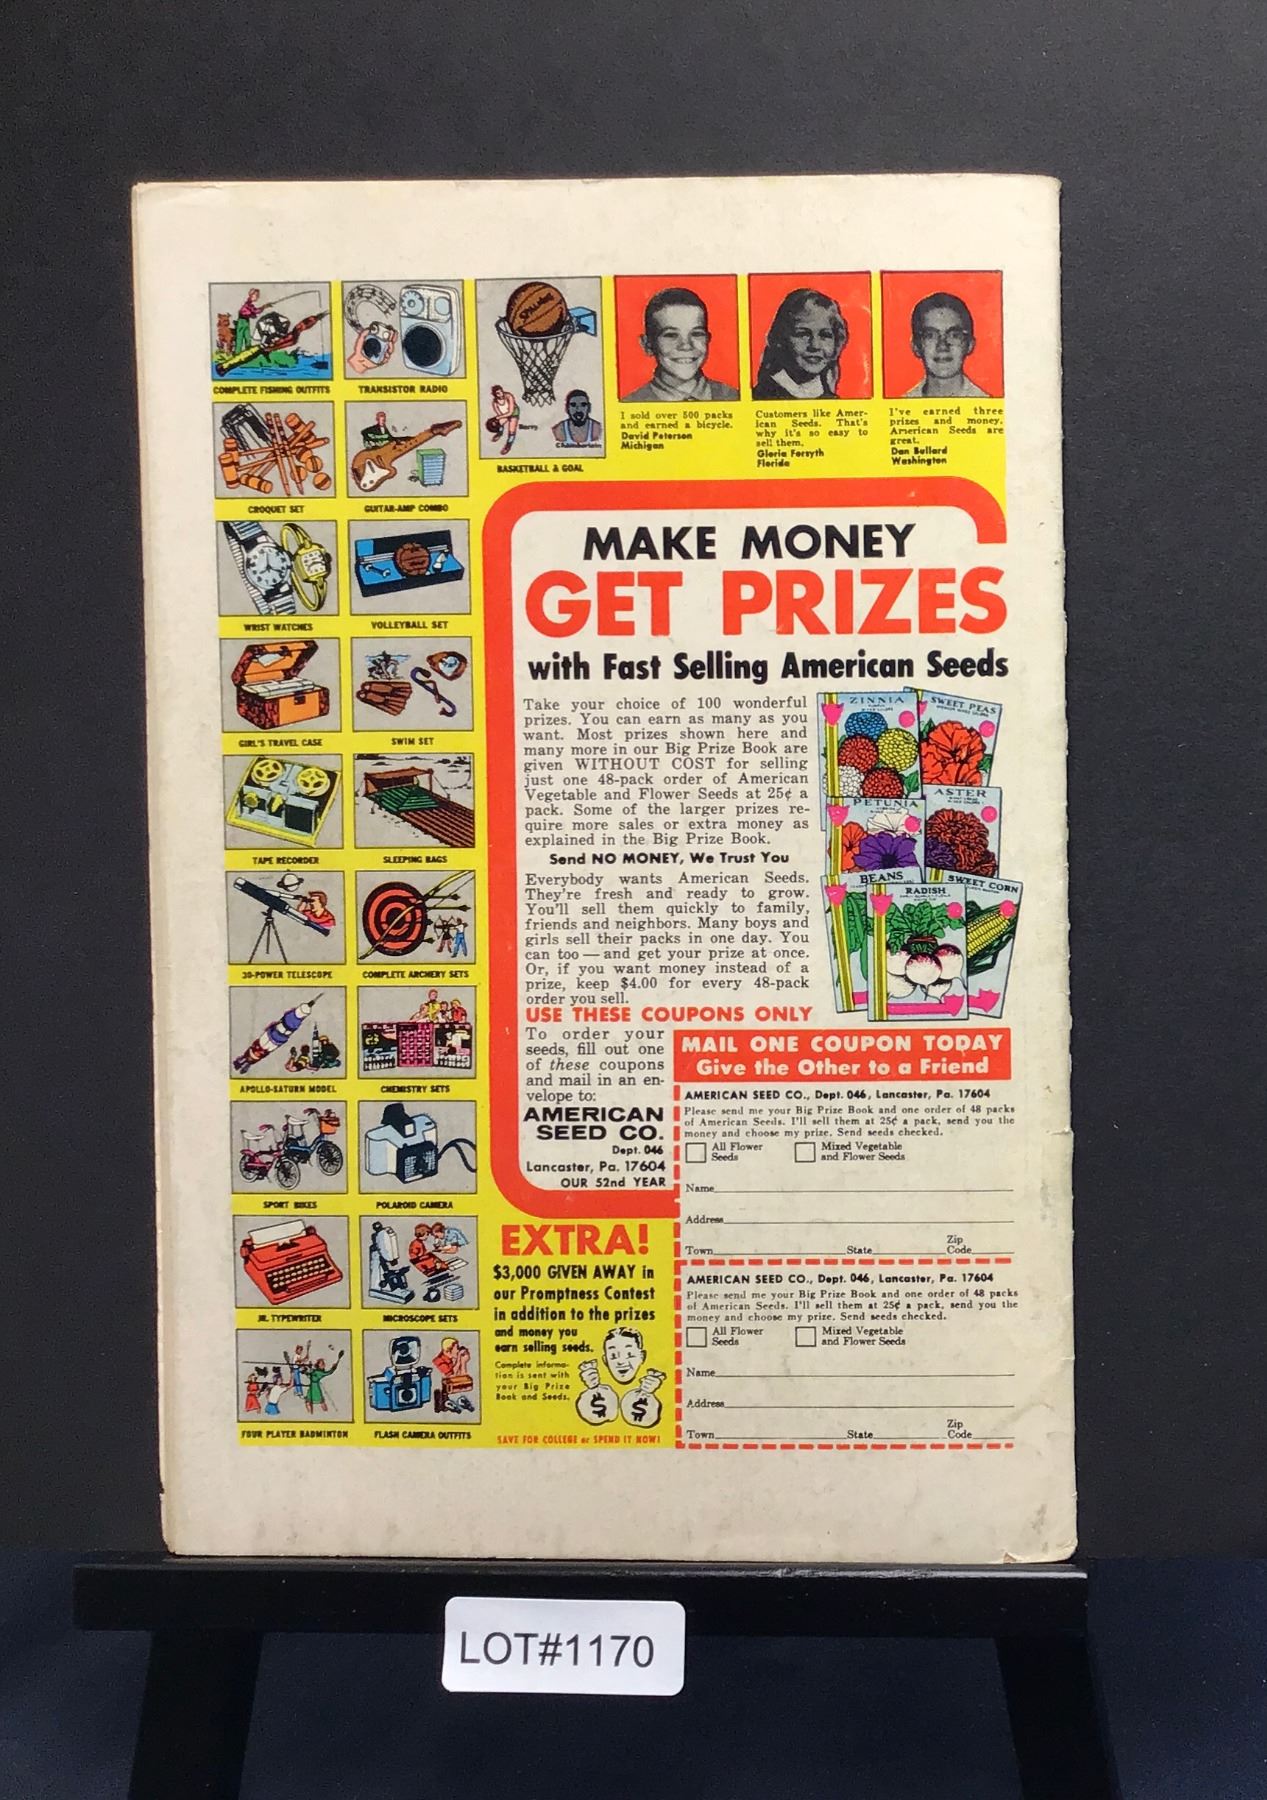 COMPLETE FISHING OUTFITS
TRANSISTOR RADIO
SPALDING
Barry
Chamberlain
BASKETBALL & GOAL
CROQUET SET
GUITAR-AMP COMBO
WRIST WATCHES
VOLLEYBALL SET
GIRL'S TRAVEL CASE
SWIM SET
TAPE RECORDER
SLEEPING BAGS
30-POWER TELESCOPE
COMPLETE ARCHERY SETS
APOLLO-SATURN MODEL
CHEMISTRY SETS
SPORT BIKES
POLAROID CAMERA
JR. TYPEWRITER
MICROSCOPE SETS
FOUR PLAYER BADMINTON
FLASH CAMERA OUTFITS
I sold over 500 packs
and earned a bicycle.
David Peterson
Michigan
Customers like Amer-
ican Seeds. That's
why it's so easy to
sell them.
Gloria Forsyth
Florida
I've earned three
prizes and money.
American Seeds are
great.
Dan Bullard
Washington
MAKE MONEY
GET PRIZES
with Fast Selling American Seeds
Take your choice of 100 wonderful
prizes. You can earn as many as you
want. Most prizes shown here and
many more in our Big Prize Book are
given WITHOUT COST for selling
just one 48-pack order of American
Vegetable and Flower Seeds at 25¢ a
pack. Some of the larger prizes re-
quire more sales or extra money as
explained in the Big Prize Book.
Send NO MONEY, We Trust You
Everybody wants American Seeds.
They're fresh and ready to grow.
You'll sell them quickly to family,
friends and neighbors. Many boys and
girls sell their packs in one day. You
can too — and get your prize at once.
Or, if you want money instead of a
prize, keep $4.00 for every 48-pack
order you sell.
ZINNIA
SWEET PEAS
PETUNIA
ASTER
BEANS
RADISH
SWEET CORN
USE THESE COUPONS ONLY
To order your
seeds, fill out one
of these coupons
and mail in an en-
velope to:
AMERICAN
SEED CO.
Dept. 046
Lancaster, Pa. 17604
OUR 52nd YEAR
MAIL ONE COUPON TODAY
Give the Other to a Friend
AMERICAN SEED CO., Dept. 046, Lancaster, Pa. 17604
Please send me your Big Prize Book and one order of 48 packs
of American Seeds. I'll sell them at 25¢ a pack, send you the
money and choose my prize. Send seeds checked.
All Flower Seeds
Mixed Vegetable and Flower Seeds
Name
Address
Town State Zip Code
AMERICAN SEED CO., Dept. 046, Lancaster, Pa. 17604
Please send me your Big Prize Book and one order of 48 packs
of American Seeds. I'll sell them at 25¢ a pack, send you the
money and choose my prize. Send seeds checked.
All Flower Seeds
Mixed Vegetable and Flower Seeds
Name
Address
Town State Zip Code
EXTRA!
$3,000 GIVEN AWAY in
our Promptness Contest
in addition to the prizes
and money you
earn selling seeds.
Complete informa-
tion is sent with
your Big Prize
Book and Seeds.
$ $
SAVE FOR COLLEGE or SPEND IT NOW!
LOT#1170